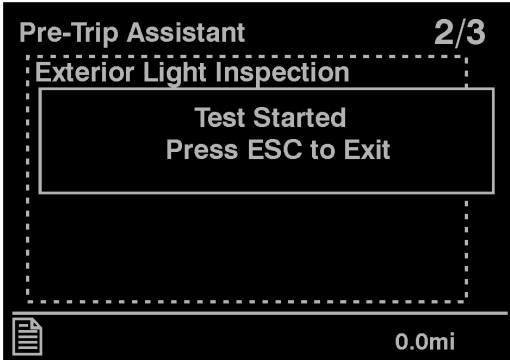 Pre-Trip Assistant 2/3
Exterior Light Inspection
Test Started
Press ESC to Exit
0.0mi